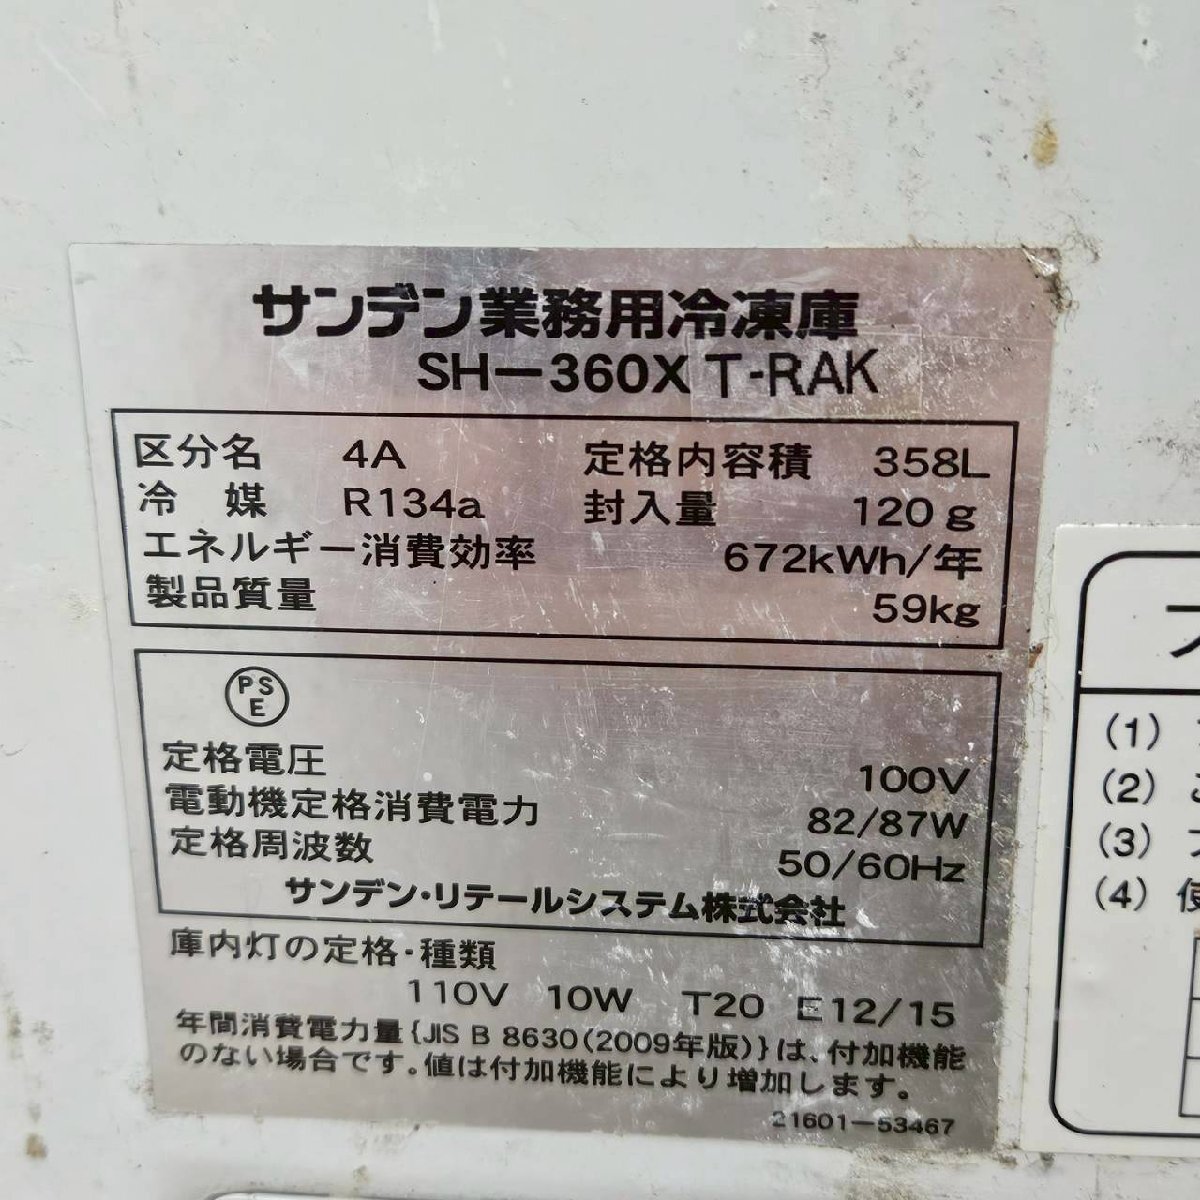 サンデン業務用冷凍庫
SH－360XT-RAK
区分名 4A 定格内容積 358L
冷 媒 R134a 封入量 120g
エネルギー消費効率 672kWh/年
製品質量 59kg
PSE
定格電圧 100V
電動機定格消費電力 82/87W
定格周波数 50/60Hz
サンデン・リテールシステム株式会社
庫内灯の定格・種類
110V 10W T20 E12/15
年間消費電力量{JIS B 8630(2009年版)}は、付加機能
のない場合です。値は付加機能により増加します。
21601－53467
(1)
(2)
(3)
(4) 使